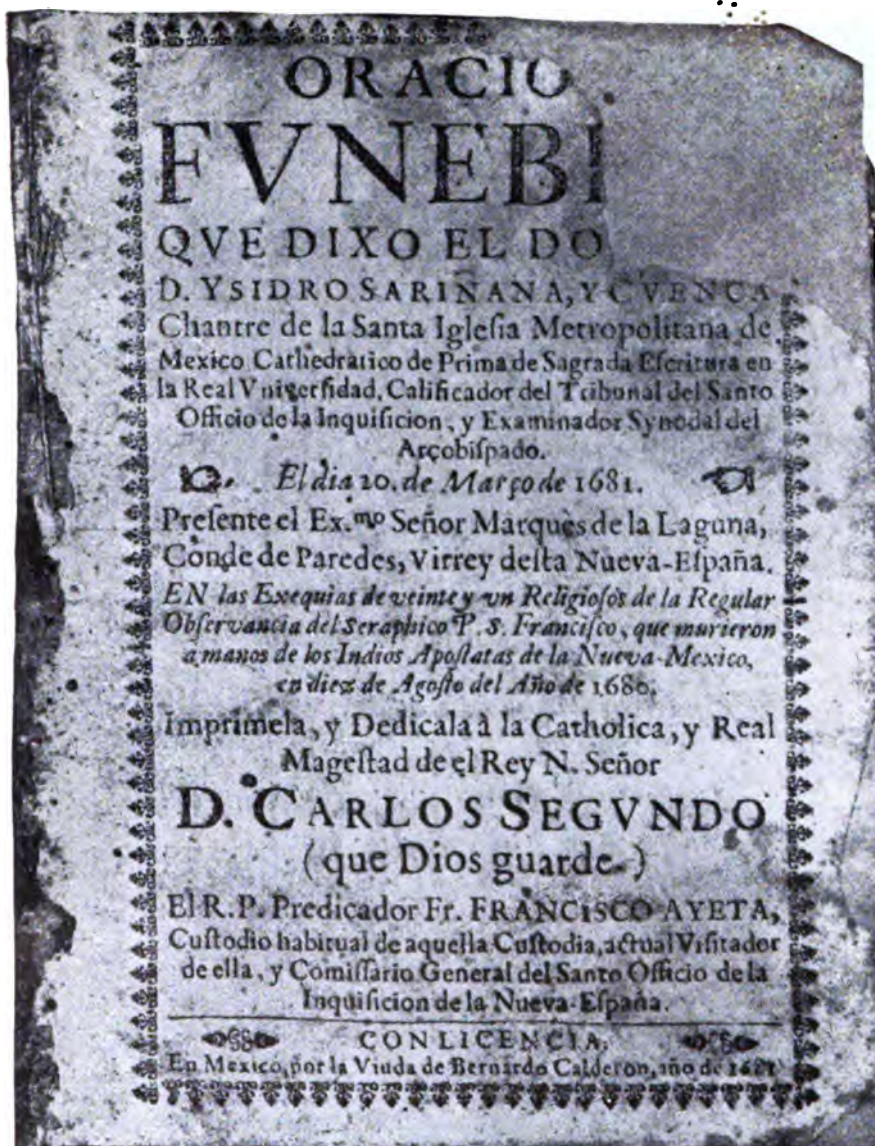 ORACIO
FVNEB
QVE DIXO EL DO
D. YSIDRO SARIÑANA, Y CVENCA
Chantre de la Santa Igleſia Metropolitana de
Mexico Cathedratico de Prima de Sagrada Eſcritura en
la Real Vniverſidad, Calificador del Tribunal del Santo
Officio de la Inquiſicion, y Examinador Synodal del
Arçobiſpado.
El dia 20. de Março de 1681.
Preſente el Ex.mo Señor Marquès de la Laguna,
Conde de Paredes, Virrey deſta Nueva-Eſpaña.
EN las Exequias de veinte y vn Religioſos de la Regular
Obſervancia del Seraphico P. S. Franciſco, que murieron
a manos de los Indios Apoſtatas de la Nueva-Mexico,
en diez de Agoſto del Año de 1680.
Imprimela, y Dedicala à la Catholica, y Real
Mageſtad de el Rey N. Señor
D. CARLOS SEGVNDO
(que Dios guarde.)
El R. P. Predicador Fr. FRANCISCO AYETA,
Cuſtodio habitual de aquella Cuſtodia, actual Viſitador
de ella, y Comiſſario General del Santo Officio de la
Inquiſicion de la Nueva-Eſpaña.
CON LICENCIA.
En Mexico, por la Viuda de Bernardo Calderon, año de 1681